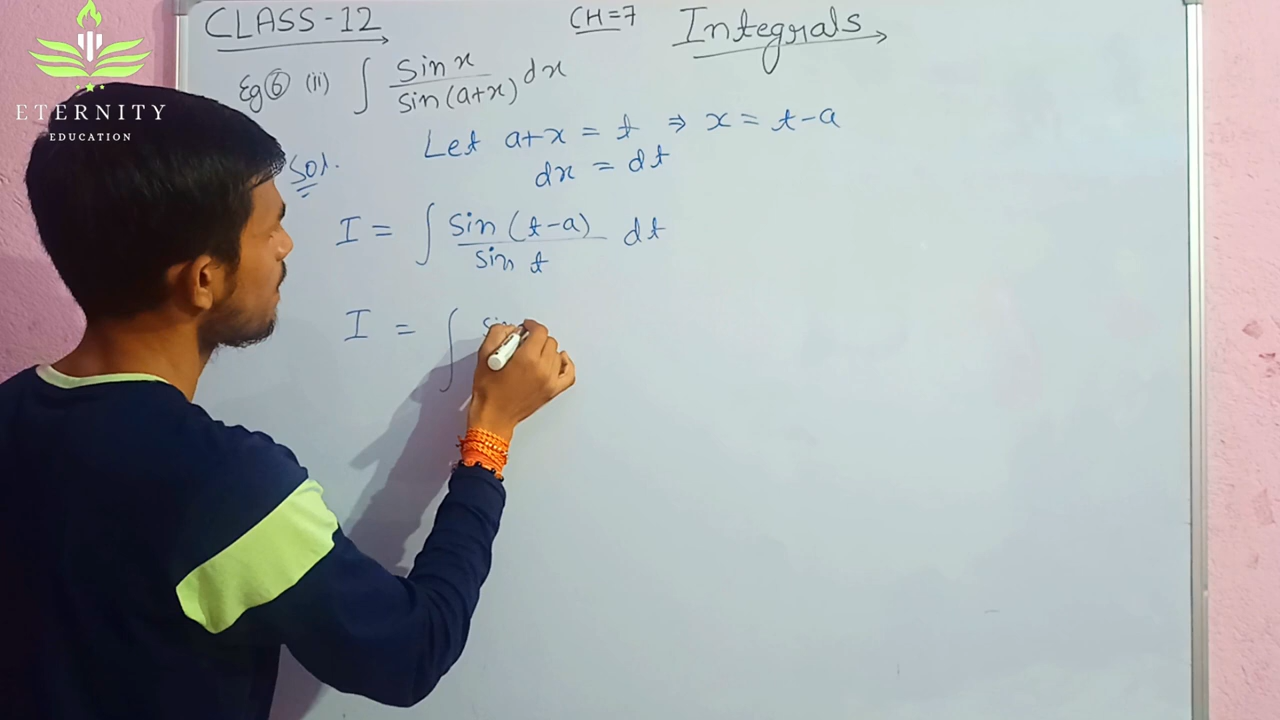 CLASS-12 CH=7 Integrals
ETERNITY
EDUCATION
Eg⑥ (ii) ∫ Sin x / Sin (a+x) dx
Sol. Let a+x = t ⇒ x = t-a
dx = dt
I = ∫ Sin (t-a) / Sin t dt
I = ∫ Sin